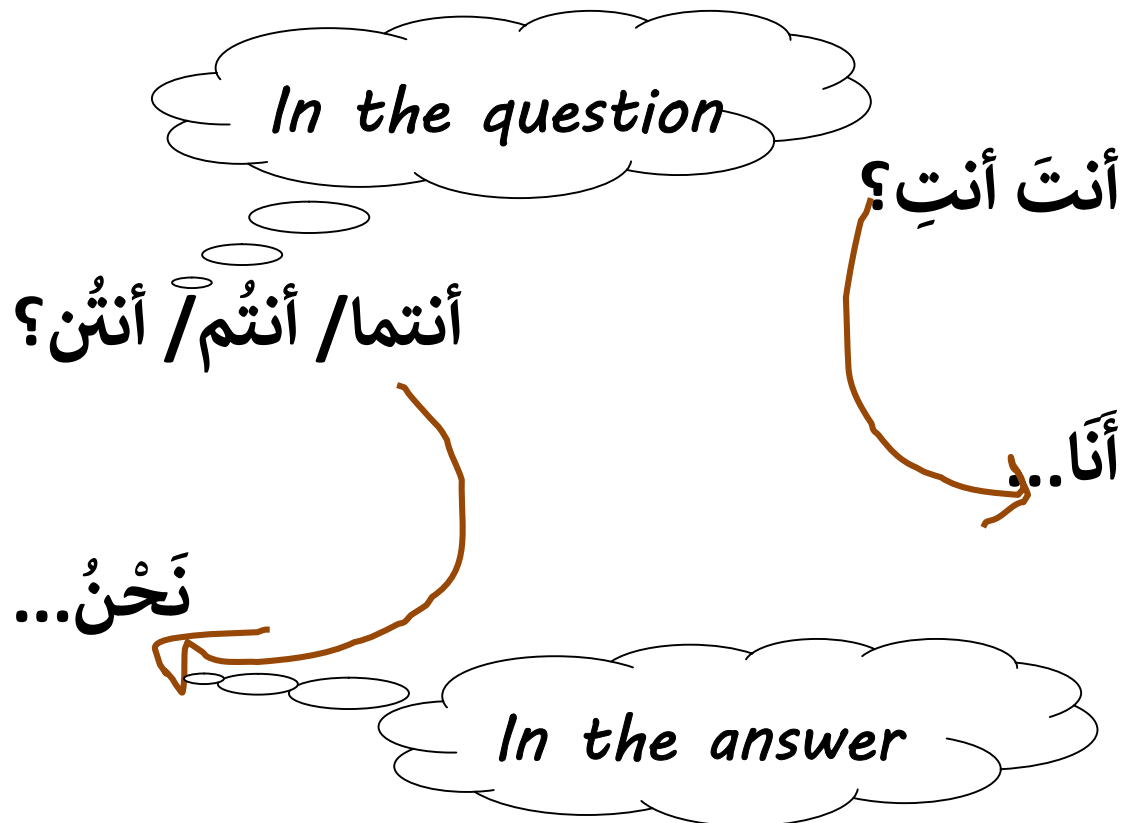 In the question
أنتَ أنتِ؟
أنتما/ أنتُم/ أنتُن؟
أَنَا...
نَحْنُ...
In the answer